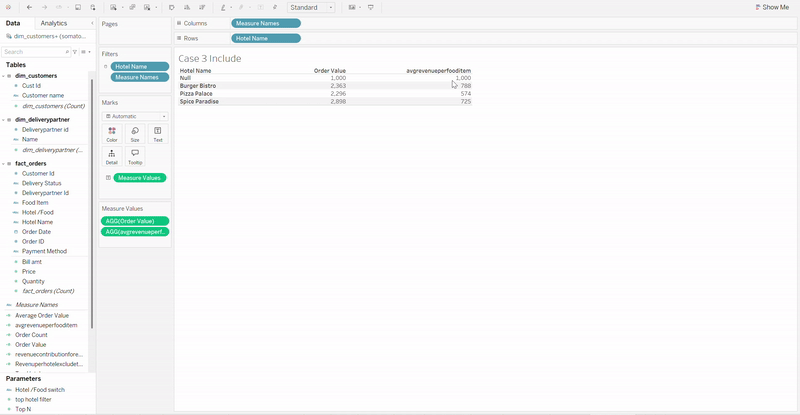 Standard
Show Me
Data
Analytics
dim_customers+ (somato...
Search
Tables
dim_customers
Cust Id
Customer name
dim_customers (Count)
dim_deliverypartner
Deliverypartner id
Name
dim_deliverypartner (...
fact_orders
Customer Id
Delivery Status
Deliverypartner Id
Food Item
Hotel /Food
Hotel Name
Order Date
Order ID
Payment Method
Bill amt
Price
Quantity
fact_orders (Count)
Measure Names
Average Order Value
avgrevenueperfooditem
Order Count
Order Value
revenuecontributionfore...
Revenuperhotelexcludet...
Parameters
Hotel /Food switch
top hotel filter
Top N
Pages
Filters
Hotel Name
Measure Names
Marks
Automatic
Color Size Text
Detail Tooltip
Measure Values
Measure Values
AGG(Order Value)
AGG(avgrevenueperf...
Columns Measure Names
Rows Hotel Name
Case 3 Include
Hotel Name Order Value avgrevenueperfooditem
Null 1,000 1,000
Burger Bistro 2,363 788
Pizza Palace 2,296 574
Spice Paradise 2,898 725